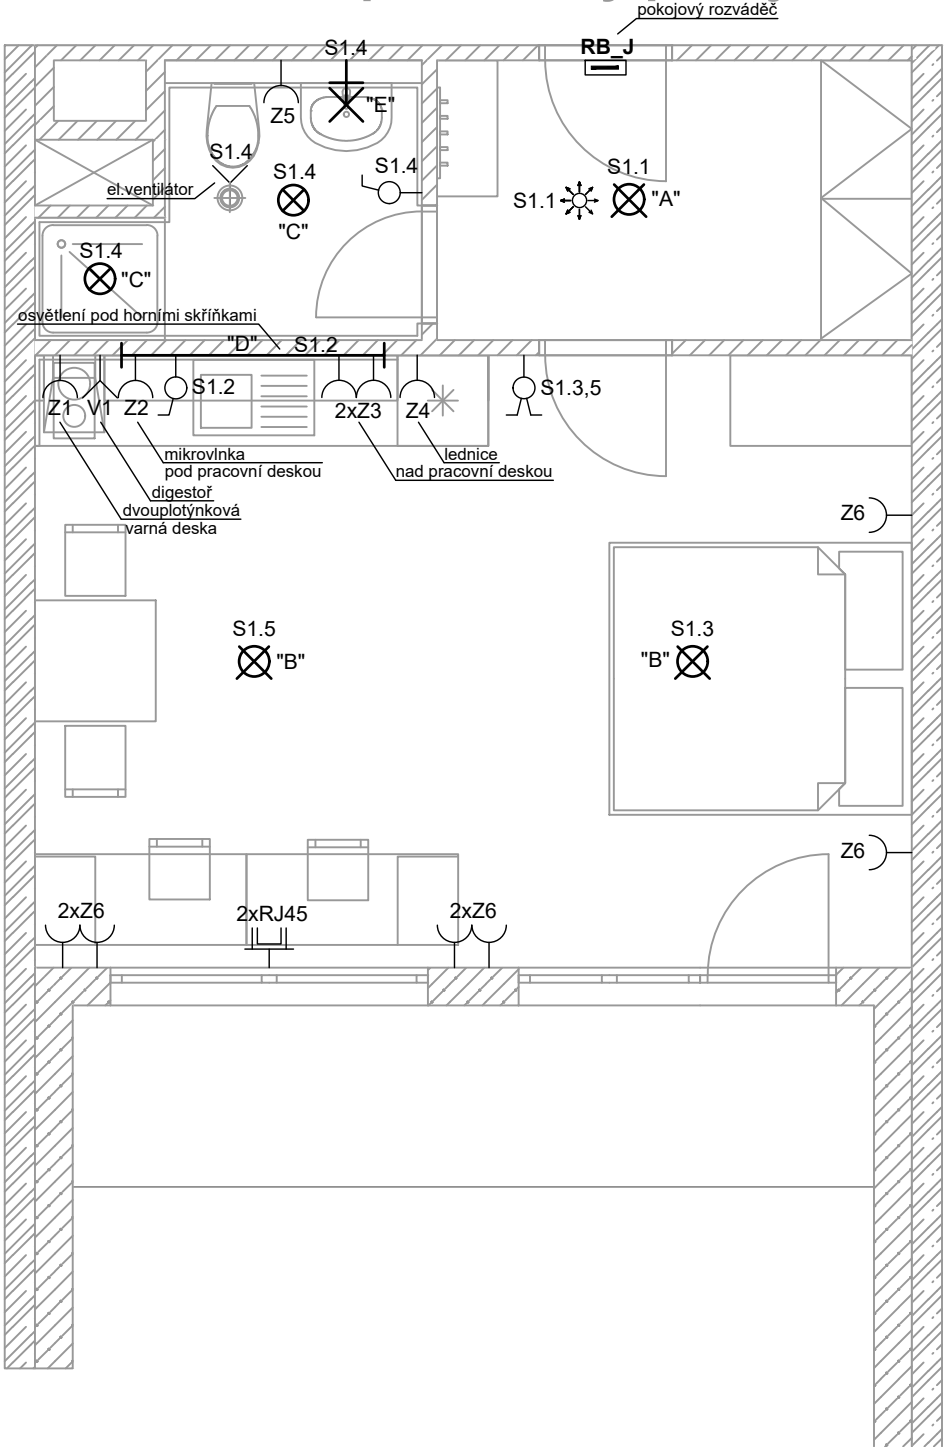 pokojový rozváděč
RB_J
S1.4
"E"
Z5
S1.4
S1.4
S1.4
S1.1
el.ventilátor
S1.1
"A"
"C"
S1.4
"C"
osvětlení pod horními skříňkami
"D"
S1.2
S1.2
S1.3,5
Z1
V1
Z2
2xZ3
Z4
mikrovlnka
pod pracovní deskou
lednice
nad pracovní deskou
digestoř
dvouplotýnková
varná deska
Z6
S1.5
"B"
S1.3
"B"
Z6
2xZ6
2xRJ45
2xZ6